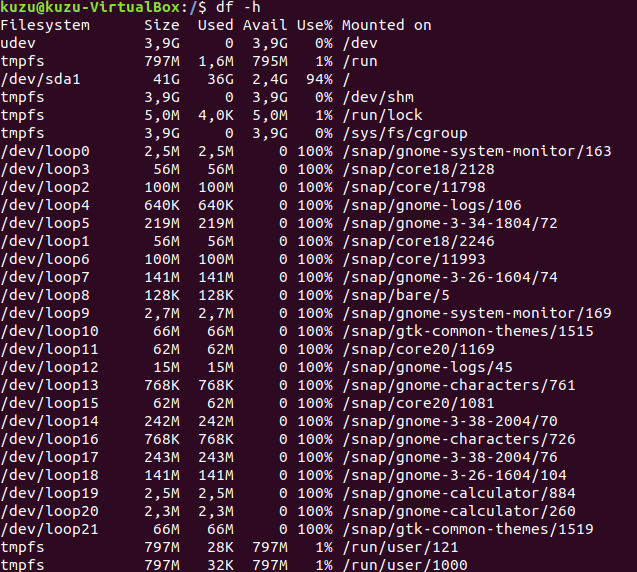 kuzu@kuzu-VirtualBox:/$ df -h
Filesystem      Size  Used Avail Use% Mounted on
udev            3,9G     0  3,9G   0% /dev
tmpfs           797M  1,6M  795M   1% /run
/dev/sda1        41G   36G  2,4G  94% /
tmpfs           3,9G     0  3,9G   0% /dev/shm
tmpfs           5,0M  4,0K  5,0M   1% /run/lock
tmpfs           3,9G     0  3,9G   0% /sys/fs/cgroup
/dev/loop0      2,5M  2,5M     0 100% /snap/gnome-system-monitor/163
/dev/loop3       56M   56M     0 100% /snap/core18/2128
/dev/loop2      100M  100M     0 100% /snap/core/11798
/dev/loop4      640K  640K     0 100% /snap/gnome-logs/106
/dev/loop5      219M  219M     0 100% /snap/gnome-3-34-1804/72
/dev/loop1       56M   56M     0 100% /snap/core18/2246
/dev/loop6      100M  100M     0 100% /snap/core/11993
/dev/loop7      141M  141M     0 100% /snap/gnome-3-26-1604/74
/dev/loop8      128K  128K     0 100% /snap/bare/5
/dev/loop9      2,7M  2,7M     0 100% /snap/gnome-system-monitor/169
/dev/loop10      66M   66M     0 100% /snap/gtk-common-themes/1515
/dev/loop11      62M   62M     0 100% /snap/core20/1169
/dev/loop12      15M   15M     0 100% /snap/gnome-logs/45
/dev/loop13     768K  768K     0 100% /snap/gnome-characters/761
/dev/loop15      62M   62M     0 100% /snap/core20/1081
/dev/loop14     242M  242M     0 100% /snap/gnome-3-38-2004/70
/dev/loop16     768K  768K     0 100% /snap/gnome-characters/726
/dev/loop17     243M  243M     0 100% /snap/gnome-3-38-2004/76
/dev/loop18     141M  141M     0 100% /snap/gnome-3-26-1604/104
/dev/loop19     2,5M  2,5M     0 100% /snap/gnome-calculator/884
/dev/loop20     2,3M  2,3M     0 100% /snap/gnome-calculator/260
/dev/loop21      66M   66M     0 100% /snap/gtk-common-themes/1519
tmpfs           797M   28K  797M   1% /run/user/121
tmpfs           797M   32K  797M   1% /run/user/1000